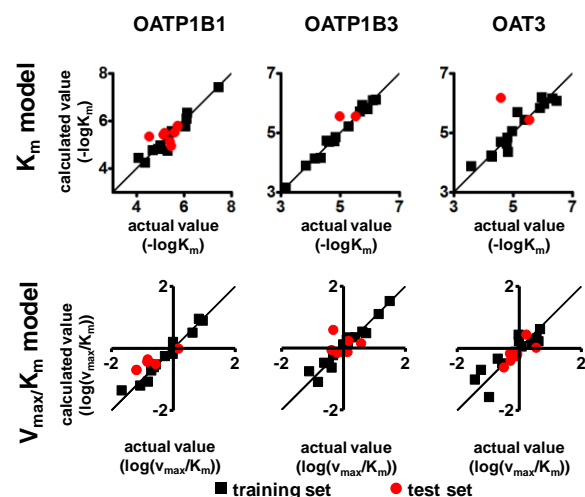 OATP1B1 OATP1B3 OAT3
Km model
calculated value
(-logKm)
8
6
4
4 6 8
actual value
(-logKm)
7
5
3
3 5 7
actual value
(-logKm)
7
5
3
3 5 7
actual value
(-logKm)
Vmax/Km model
calculated value
(log(vmax/Km))
2
-2 2
-2
actual value
(log(vmax/Km))
2
-2 2
-2
actual value
(log(vmax/Km))
2
-2 2
-2
actual value
(log(vmax/Km))
training set test set